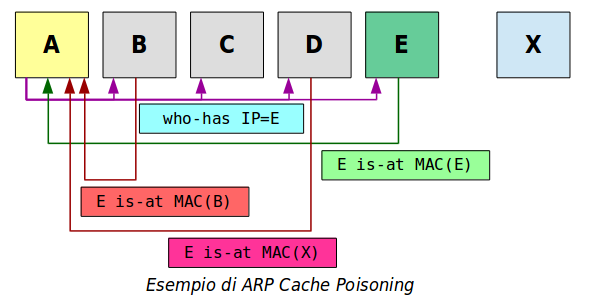 A B C D E X
who-has IP=E
E is-at MAC(E)
E is-at MAC(B)
E is-at MAC(X)
Esempio di ARP Cache Poisoning